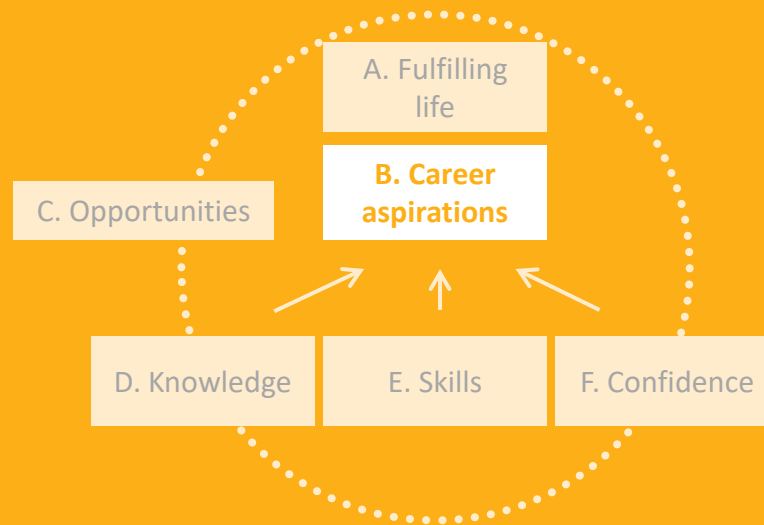 A. Fulfilling
life
B. Career
aspirations
C. Opportunities
D. Knowledge
E. Skills
F. Confidence